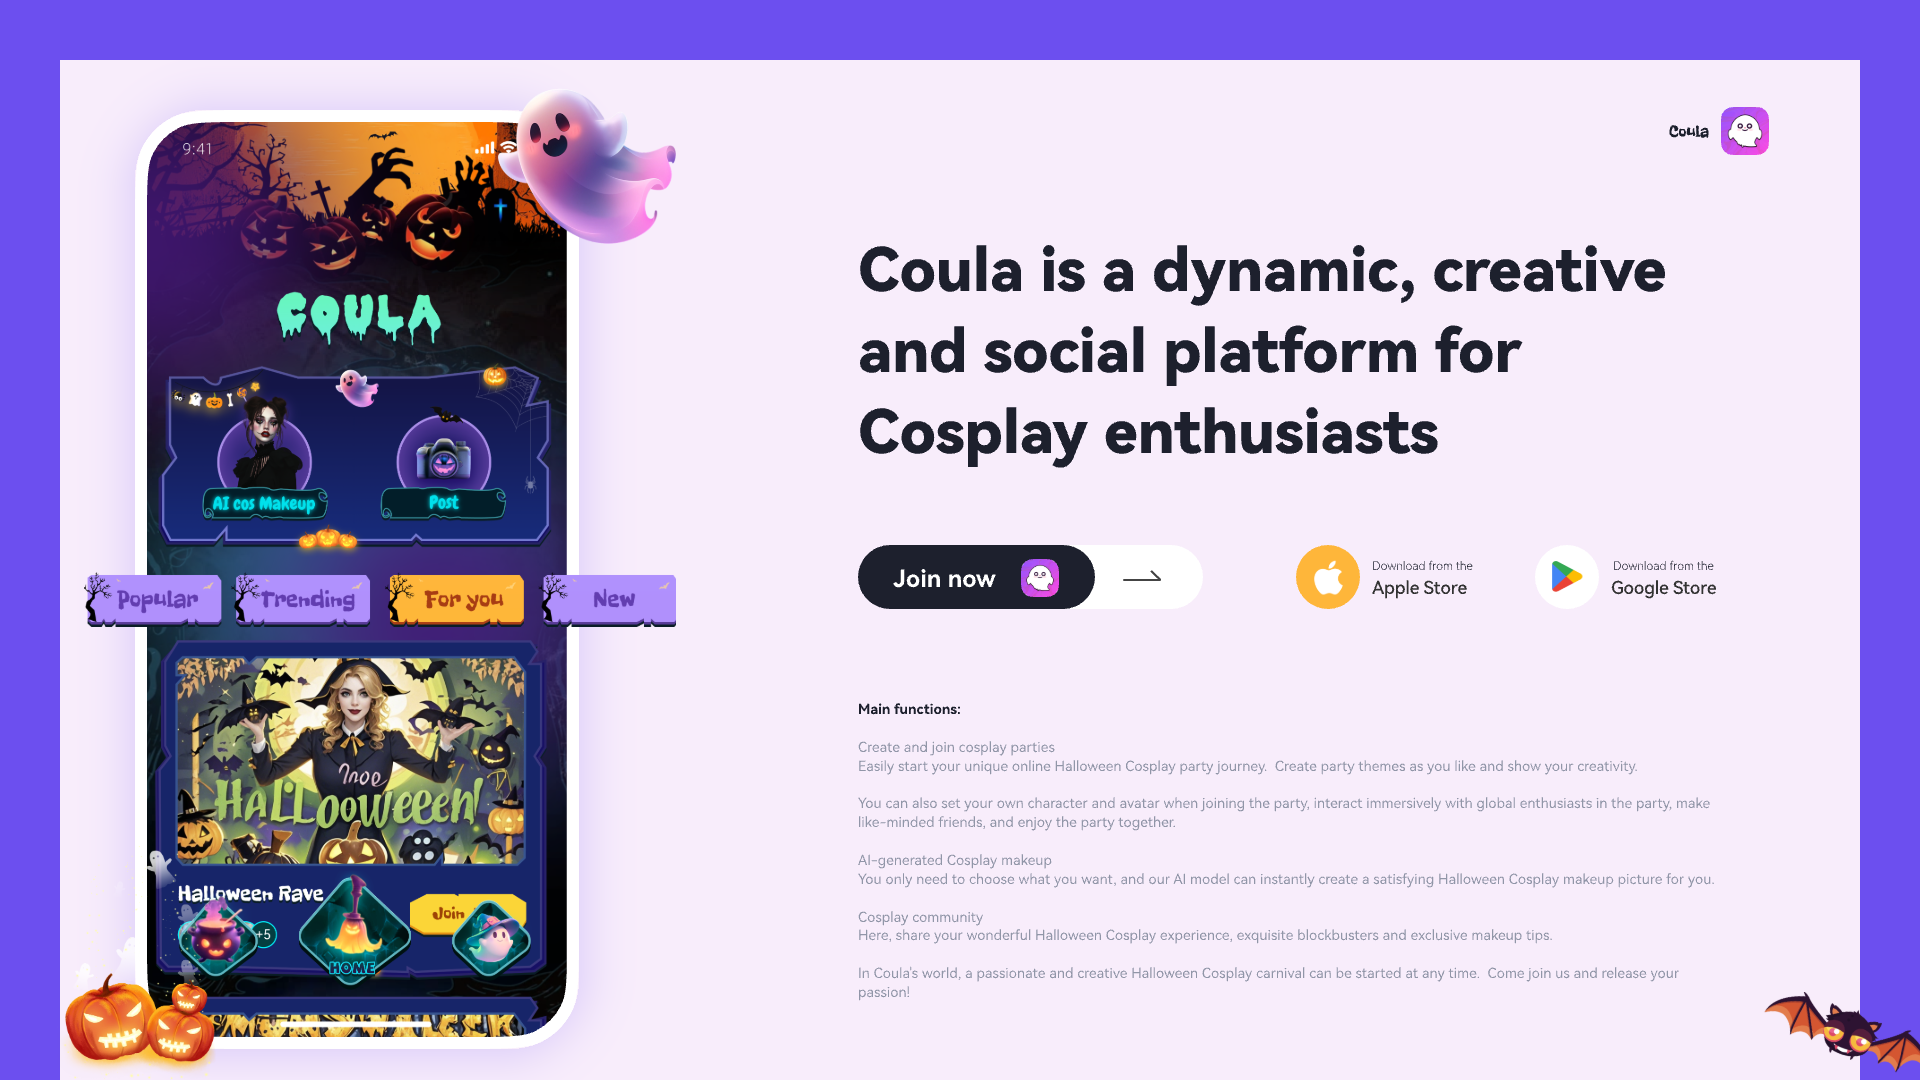 9:41
COULA
AI cos Makeup
Post
Popular
Trending
For you
New
Halloweeen!
Halloween Rave
+5
Join
HOME
Coula
Coula is a dynamic, creative
and social platform for
Cosplay enthusiasts
Join now
Download from the
Apple Store
Download from the
Google Store
Main functions:
Create and join cosplay parties
Easily start your unique online Halloween Cosplay party journey.  Create party themes as you like and show your creativity.
You can also set your own character and avatar when joining the party, interact immersively with global enthusiasts in the party, make
like-minded friends, and enjoy the party together.
AI-generated Cosplay makeup
You only need to choose what you want, and our AI model can instantly create a satisfying Halloween Cosplay makeup picture for you.
Cosplay community
Here, share your wonderful Halloween Cosplay experience, exquisite blockbusters and exclusive makeup tips.
In Coula's world, a passionate and creative Halloween Cosplay carnival can be started at any time.  Come join us and release your
passion!